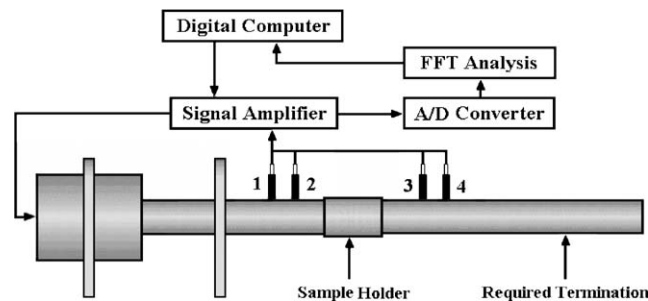 Digital Computer
FFT Analysis
Signal Amplifier
A/D Converter
1 2 3 4
Sample Holder
Required Termination